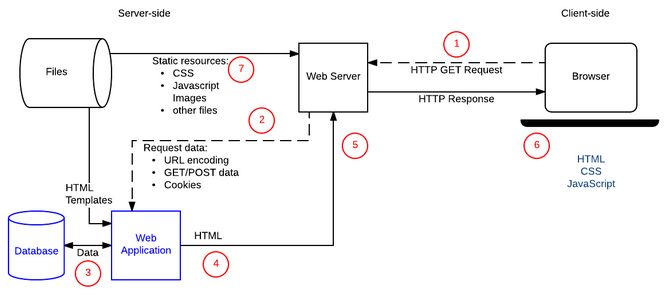 Server-side
Client-side
1
Files
Static resources:
CSS
Javascript
Images
other files
7
Web Server
HTTP GET Request
HTTP Response
Browser
2
Request data:
URL encoding
GET/POST data
Cookies
5
6
HTML
CSS
JavaScript
HTML
Templates
Database
Data
3
Web
Application
HTML
4